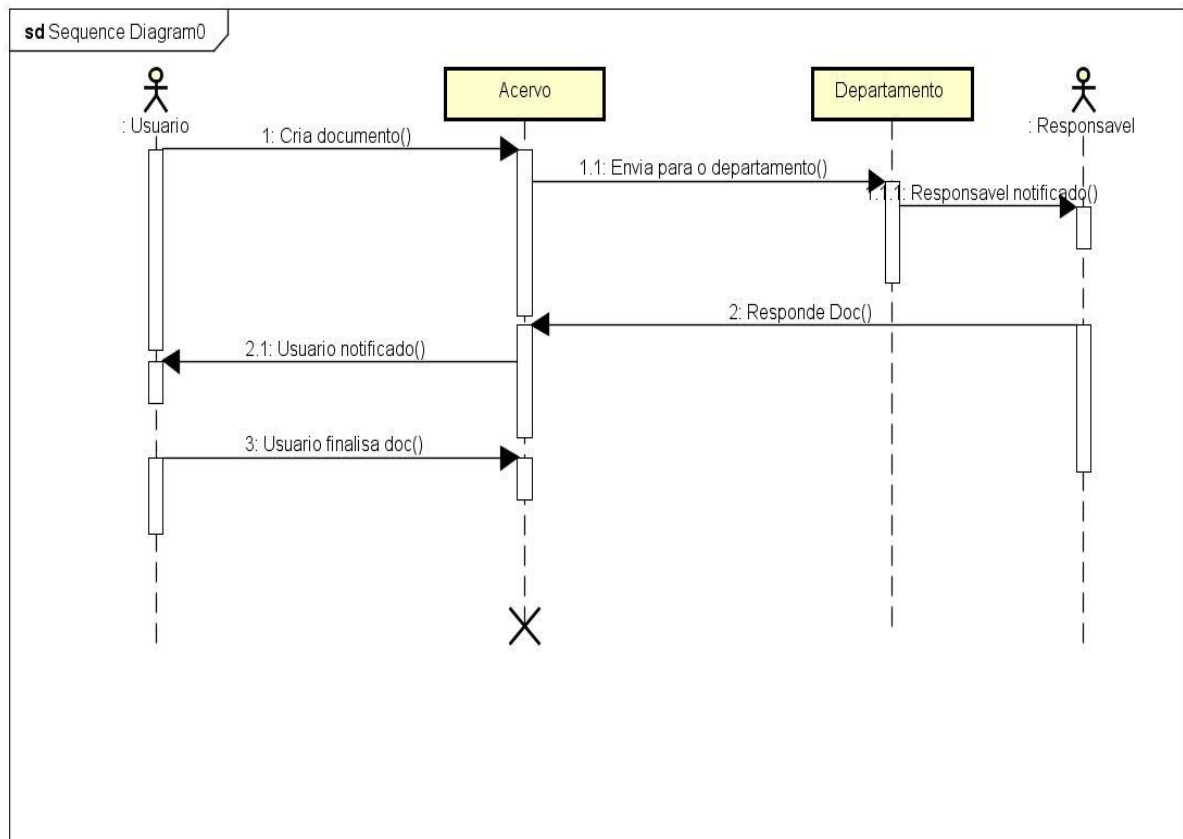 sd Sequence Diagram0
: Usuario
Acervo
Departamento
: Responsavel
1: Cria documento()
1.1: Envia para o departamento()
1.1.1: Responsavel notificado()
2: Responde Doc()
2.1: Usuario notificado()
3: Usuario finalisa doc()